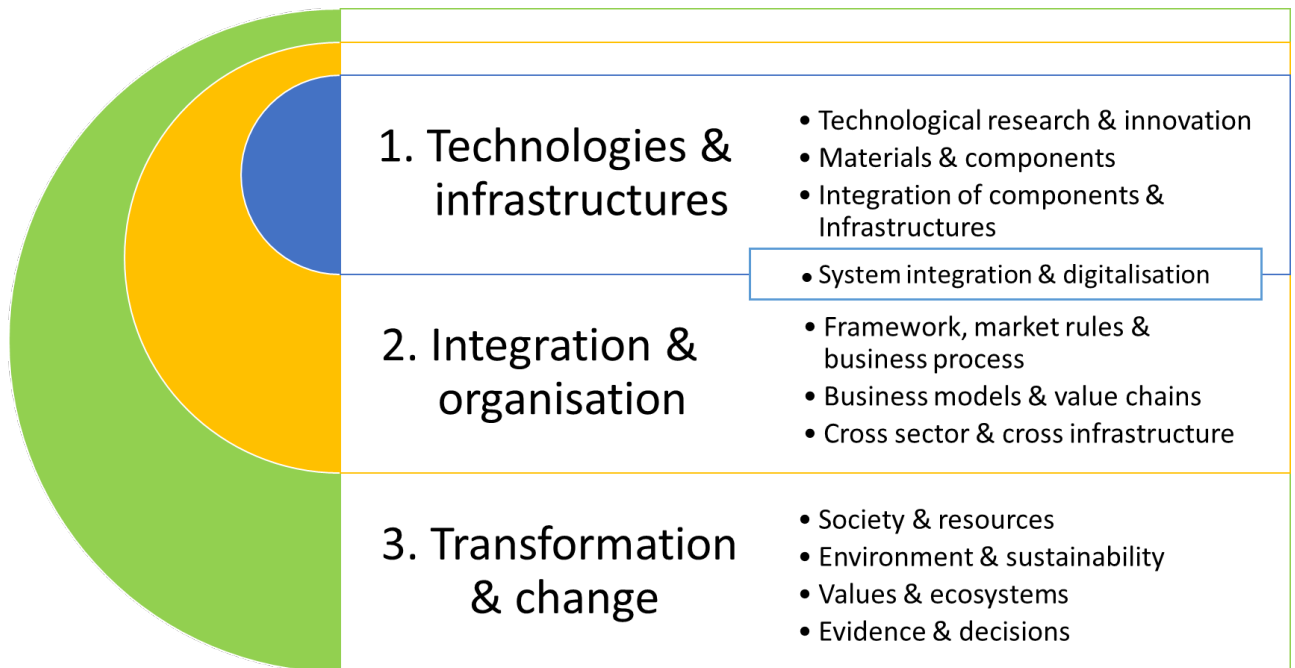 1. Technologies &
infrastructures
• Technological research & innovation
• Materials & components
• Integration of components &
Infrastructures
• System integration & digitalisation
2. Integration &
organisation
• Framework, market rules &
business process
• Business models & value chains
• Cross sector & cross infrastructure
3. Transformation
& change
• Society & resources
• Environment & sustainability
• Values & ecosystems
• Evidence & decisions